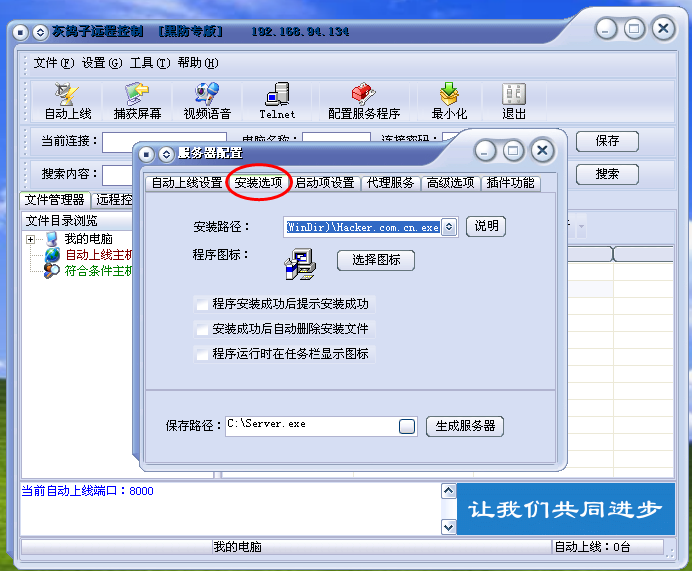 灰鸽子远程控制 [黑防专版] 192.168.94.134
文件(F) 设置(G) 工具(T) 帮助(H)
自动上线 捕获屏幕 视频语音 Telnet 配置服务程序 最小化 退出
当前连接： 电脑名称： 连接密码： 保存
搜索内容： 搜索
服务器配置
自动上线设置 安装选项 启动项设置 代理服务 高级选项 插件功能
文件管理器 远程控
文件目录浏览
我的电脑
自动上线主机
符合条件主机
安装路径： (WinDir)\Hacker.com.cn.exe 说明
程序图标： 选择图标
程序安装成功后提示安装成功
安装成功后自动删除安装文件
程序运行时在任务栏显示图标
保存路径： C:\Server.exe 生成服务器
当前自动上线端口：8000
让我们共同进步
我的电脑 自动上线：0台